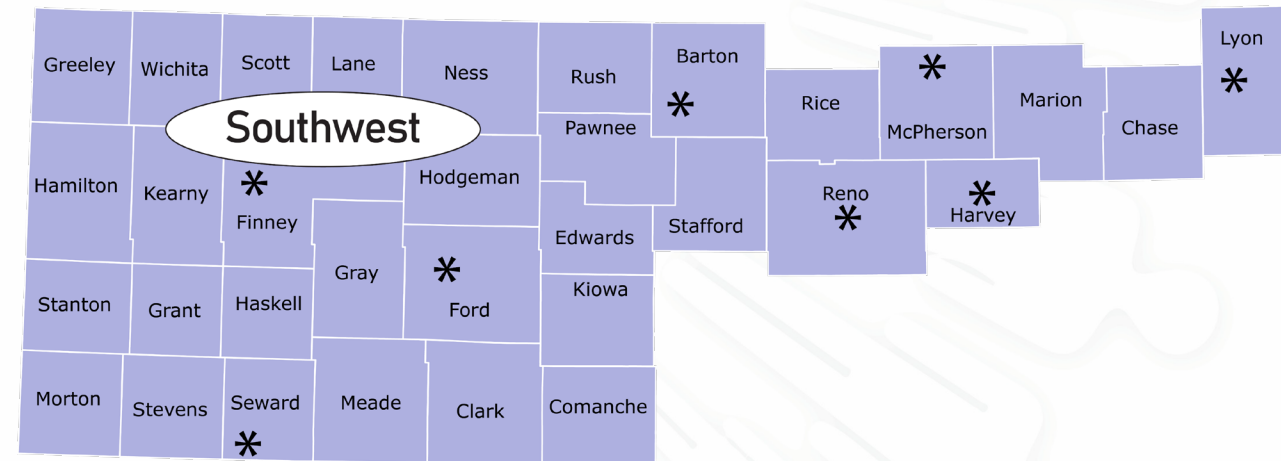 Greeley
Wichita
Scott
Lane
Ness
Rush
Barton
*
Rice
*
McPherson
Marion
Chase
Lyon
*
Southwest
Pawnee
Hamilton
Kearny
*
Finney
Hodgeman
Edwards
Stafford
Reno
*
*
Harvey
Stanton
Grant
Haskell
Gray
*
Ford
Kiowa
Morton
Stevens
Seward
*
Meade
Clark
Comanche